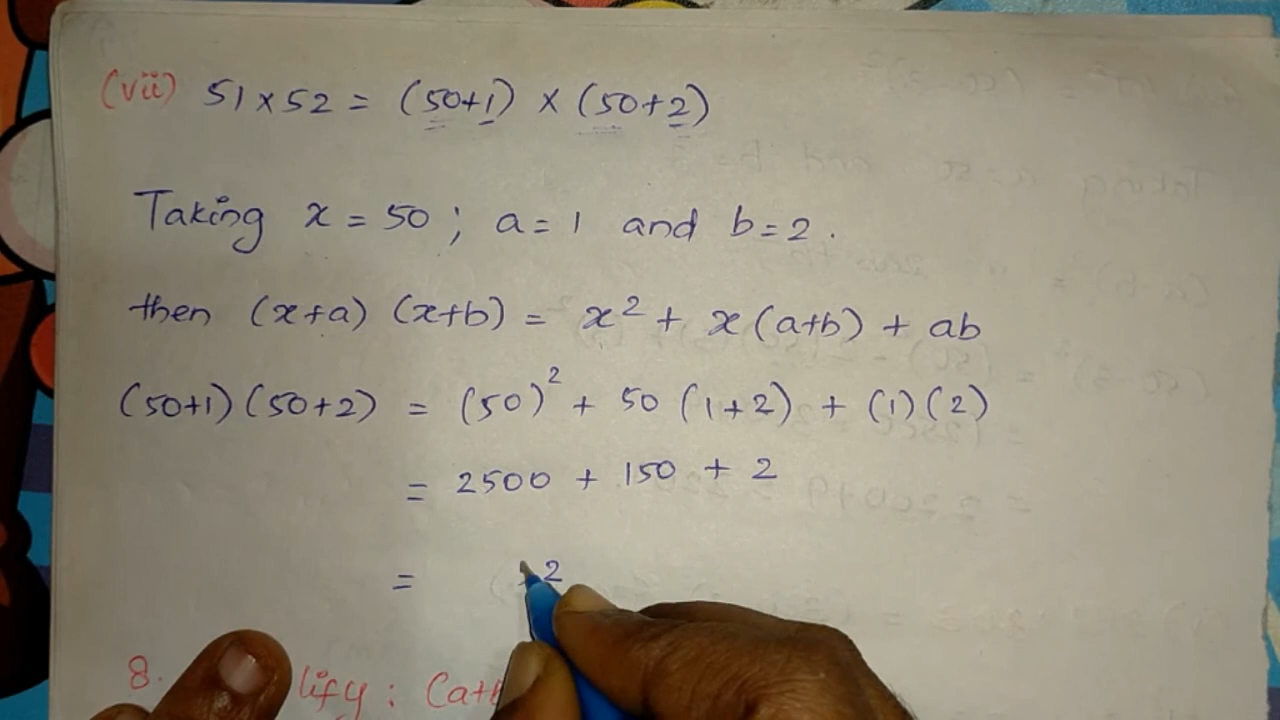 (vii) 51 × 52 = (50+1) × (50+2)
Taking x = 50 ; a = 1 and b = 2 .
then (x+a) (x+b) = x² + x (a+b) + ab
(50+1) (50+2) = (50)² + 50 (1+2) + (1) (2)
= 2500 + 150 + 2
= 2
8.